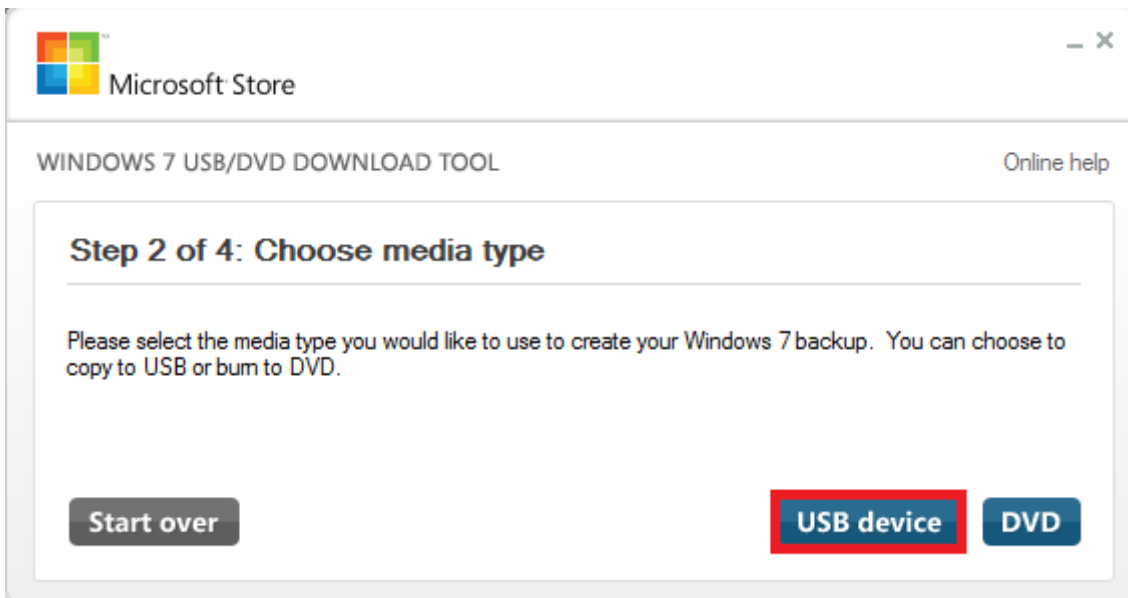 Microsoft Store
WINDOWS 7 USB/DVD DOWNLOAD TOOL
Online help
Step 2 of 4: Choose media type
Please select the media type you would like to use to create your Windows 7 backup. You can choose to
copy to USB or burn to DVD.
Start over
USB device
DVD